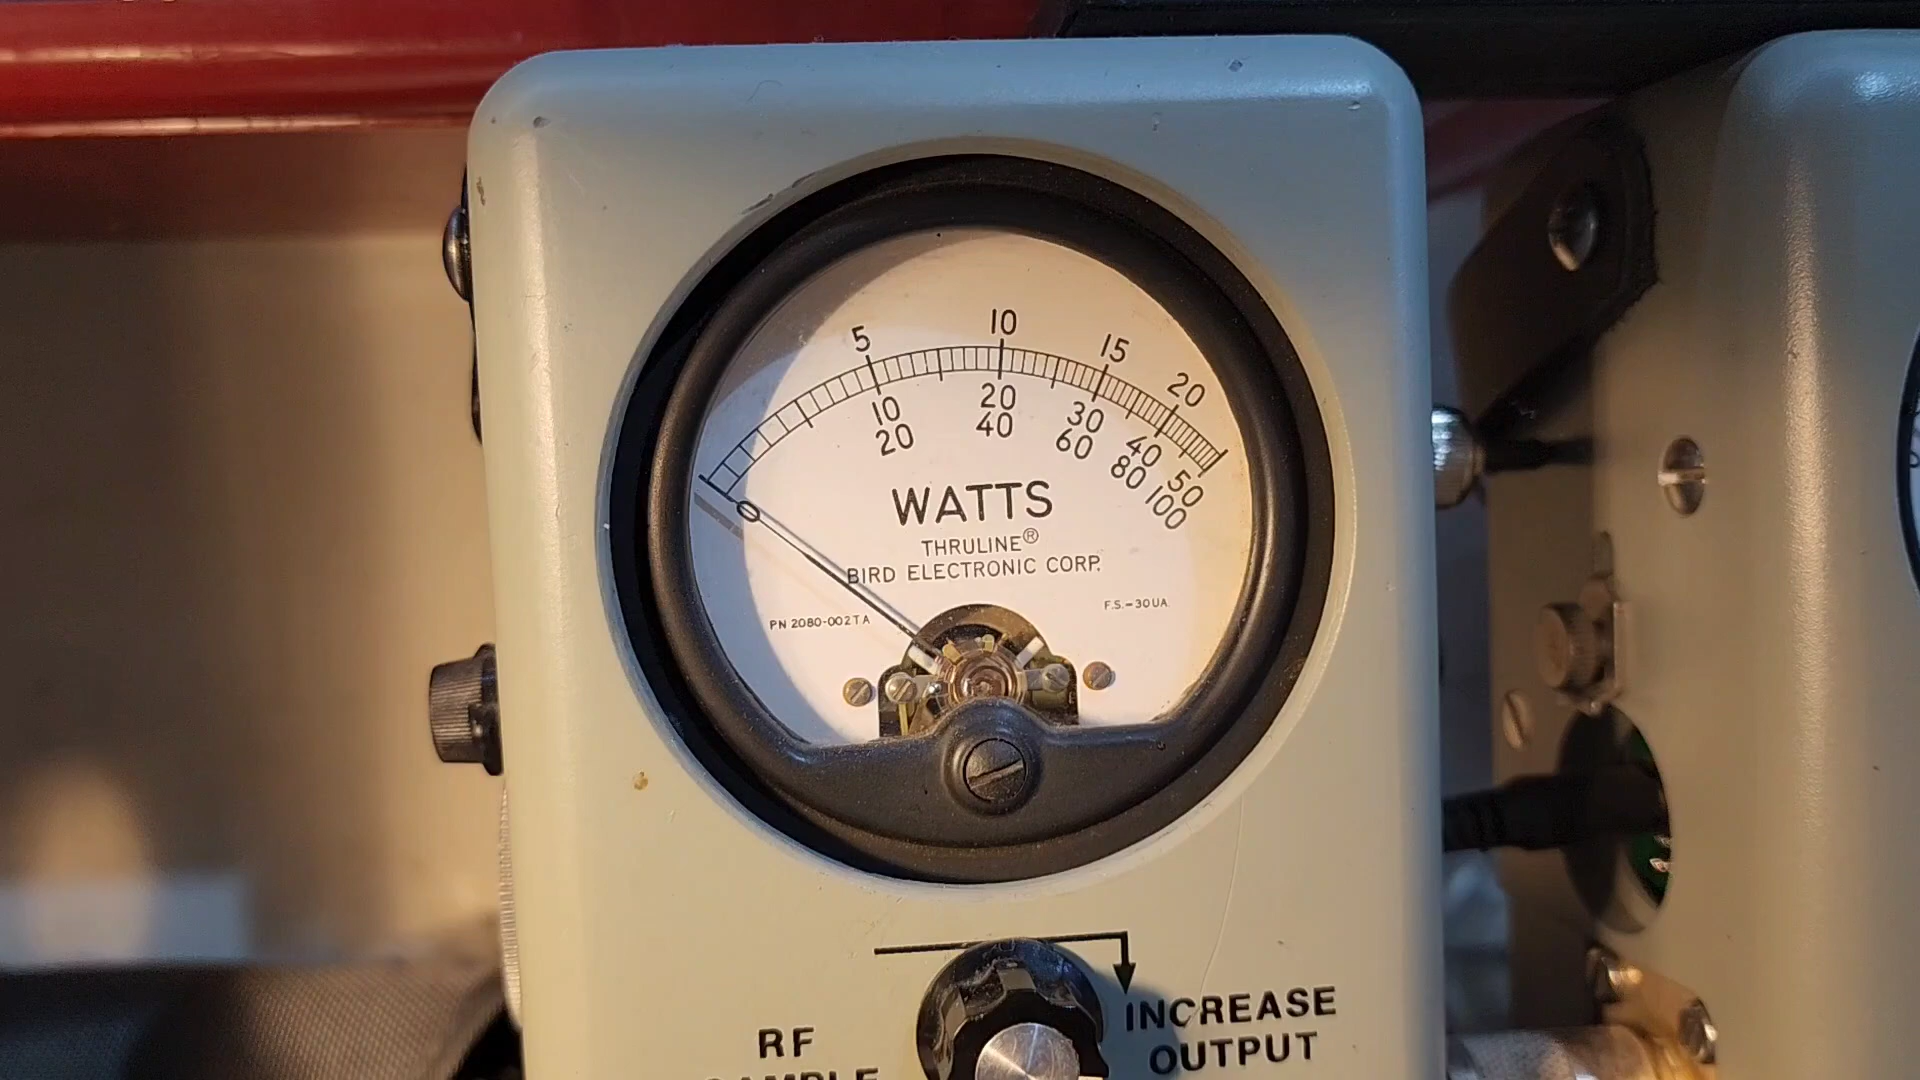 5 10 15 20
10 20 30 40 50
20 40 60 80 100
0
WATTS
THRULINE®
BIRD ELECTRONIC CORP.
PN 2080-002TA
F.S.-30UA
RF
SAMPLE
INCREASE
OUTPUT